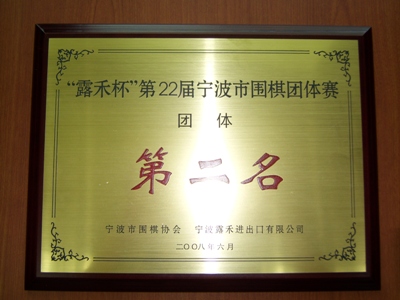 “露禾杯”第22届宁波市围棋团体赛
团 体
第二名
宁波市围棋协会 宁波露禾进出口有限公司
二〇〇八年六月